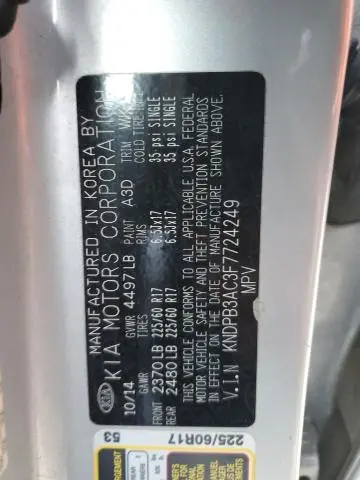 MANUFACTURED IN KOREA BY
KIA KIA MOTORS CORPORATION
10/14 GVWR 4497LB PAINT A3D TRIM
TIRES RIMS COLD TIRE
FRONT 2370LB 225/60 R17 6.5Jx17 35 psi SINGLE
REAR 2480LB 225/60 R17 6.5Jx17 35 psi SINGLE
THIS VEHICLE CONFORMS TO ALL APPLICABLE U.S.A. FEDERAL
MOTOR VEHICLE SAFETY AND THEFT PREVENTION STANDARDS
IN EFFECT ON THE DATE OF MANUFACTURE SHOWN ABOVE.
V.I.N KNDPB3AC3F7724249
MPV
53 225/60R17